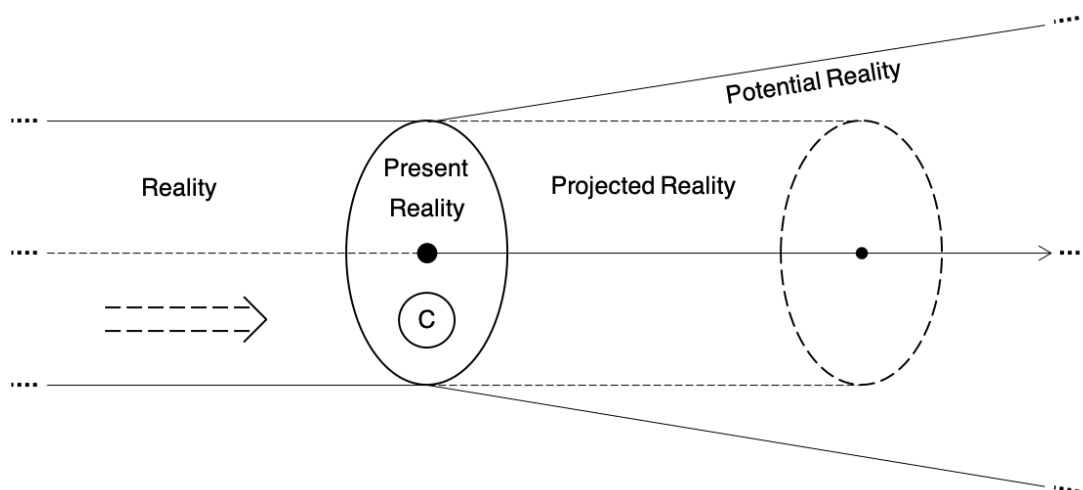 Potential Reality
Present
Reality
Reality
Projected Reality
C